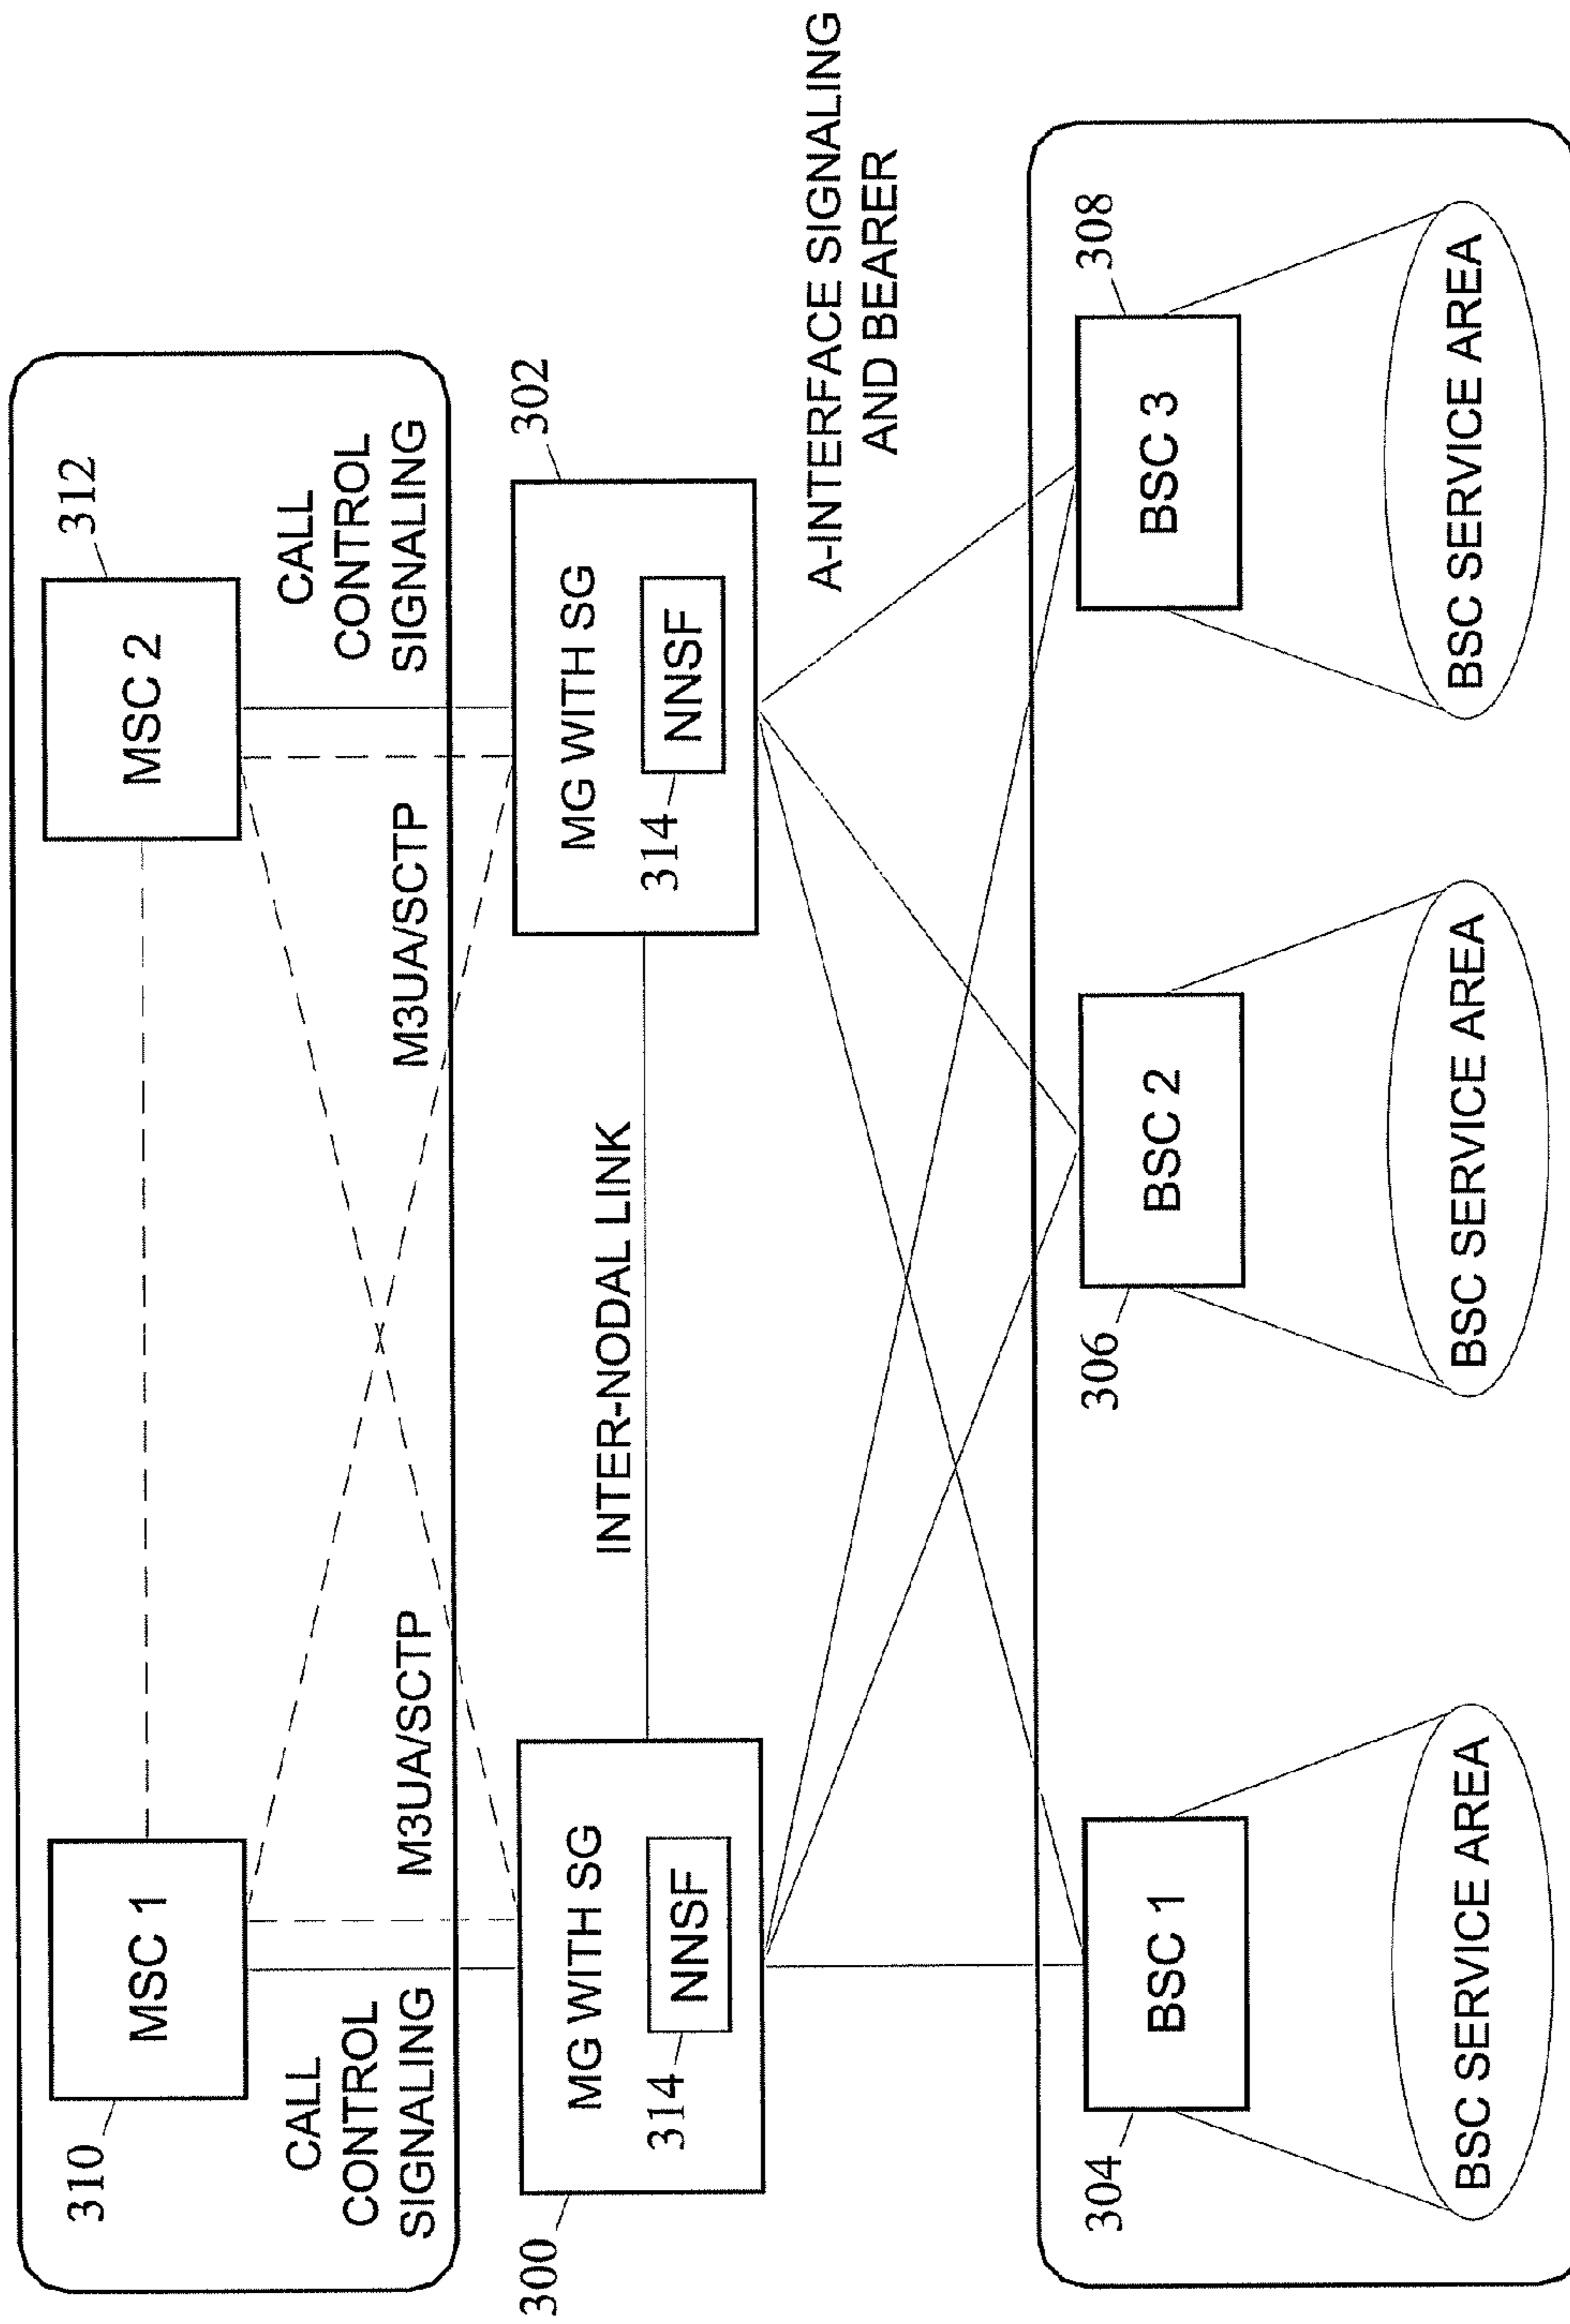 310
MSC 1
312
MSC 2
CALL
CONTROL
SIGNALING
M3UA/SCTP
M3UA/SCTP
CALL
CONTROL
SIGNALING
300
MG WITH SG
314
NNSF
INTER-NODAL LINK
302
MG WITH SG
314
NNSF
A-INTERFACE SIGNALING
AND BEARER
304
BSC 1
306
BSC 2
308
BSC 3
BSC SERVICE AREA
BSC SERVICE AREA
BSC SERVICE AREA